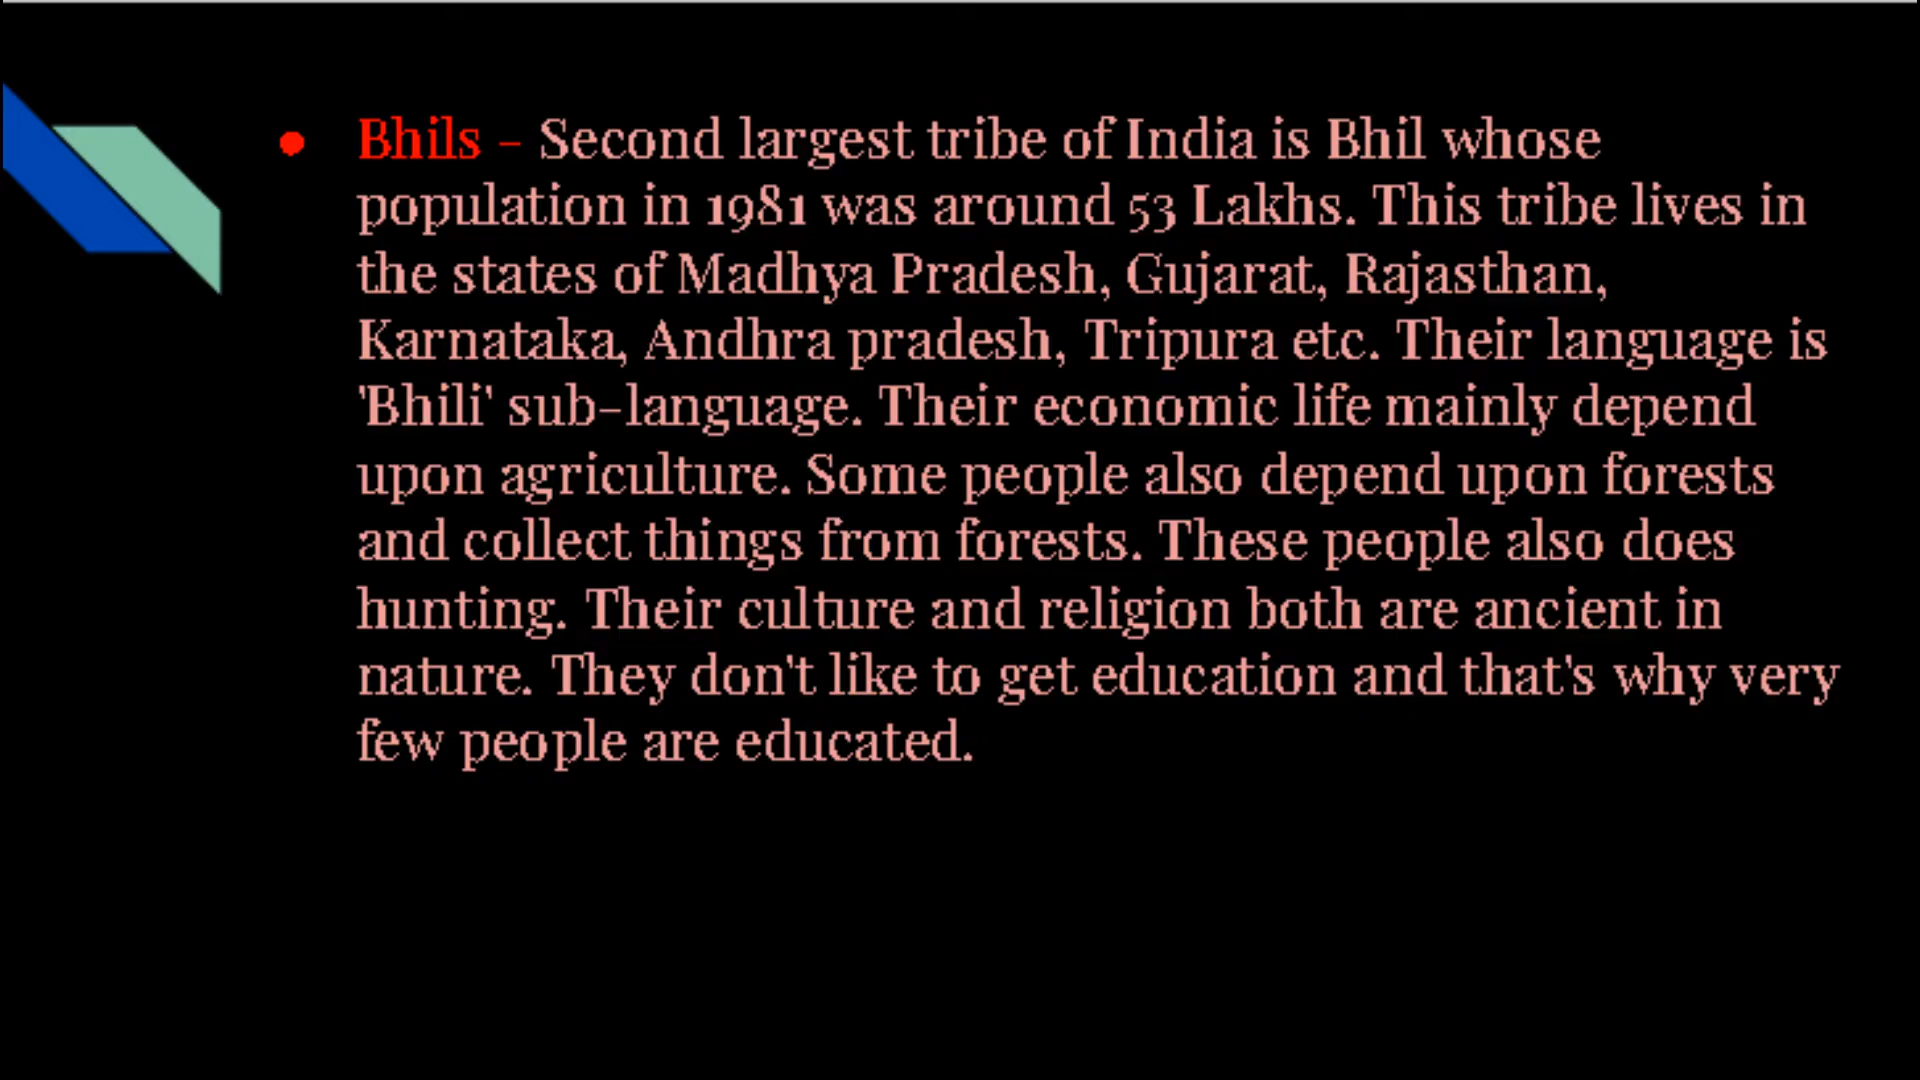 • Bhils – Second largest tribe of India is Bhil whose
population in 1981 was around 53 Lakhs. This tribe lives in
the states of Madhya Pradesh, Gujarat, Rajasthan,
Karnataka, Andhra pradesh, Tripura etc. Their language is
'Bhili' sub-language. Their economic life mainly depend
upon agriculture. Some people also depend upon forests
and collect things from forests. These people also does
hunting. Their culture and religion both are ancient in
nature. They don't like to get education and that's why very
few people are educated.